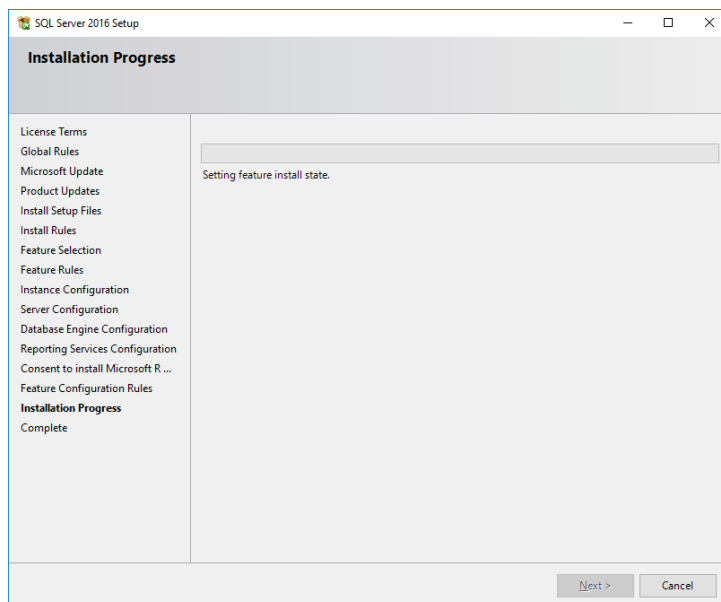 SQL Server 2016 Setup
Installation Progress
License Terms
Global Rules
Microsoft Update
Product Updates
Install Setup Files
Install Rules
Feature Selection
Feature Rules
Instance Configuration
Server Configuration
Database Engine Configuration
Reporting Services Configuration
Consent to install Microsoft R ...
Feature Configuration Rules
Installation Progress
Complete
Setting feature install state.
Next >
Cancel